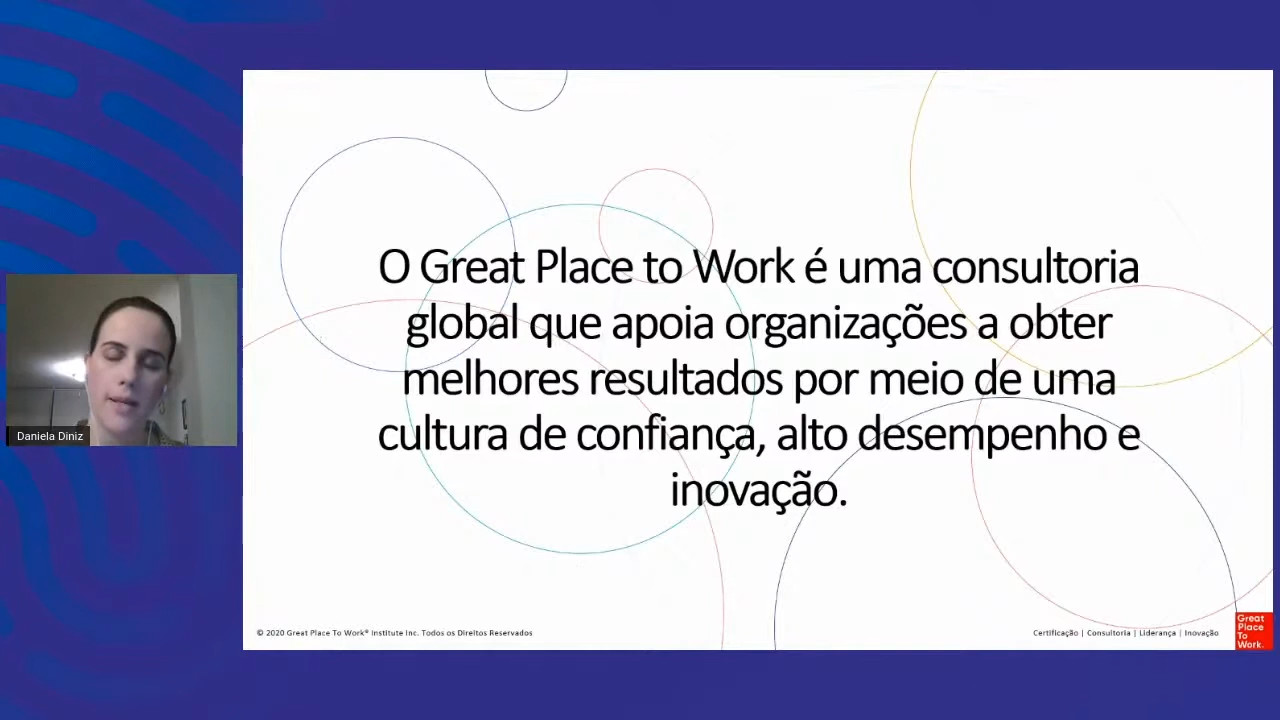 O Great Place to Work é uma consultoria
global que apoia organizações a obter
melhores resultados por meio de uma
cultura de confiança, alto desempenho e
inovação.
Daniela Diniz
© 2020 Great Place To Work® Institute Inc. Todos os Direitos Reservados
Certificação | Consultoria | Liderança | Inovação
Great
Place
To
Work.